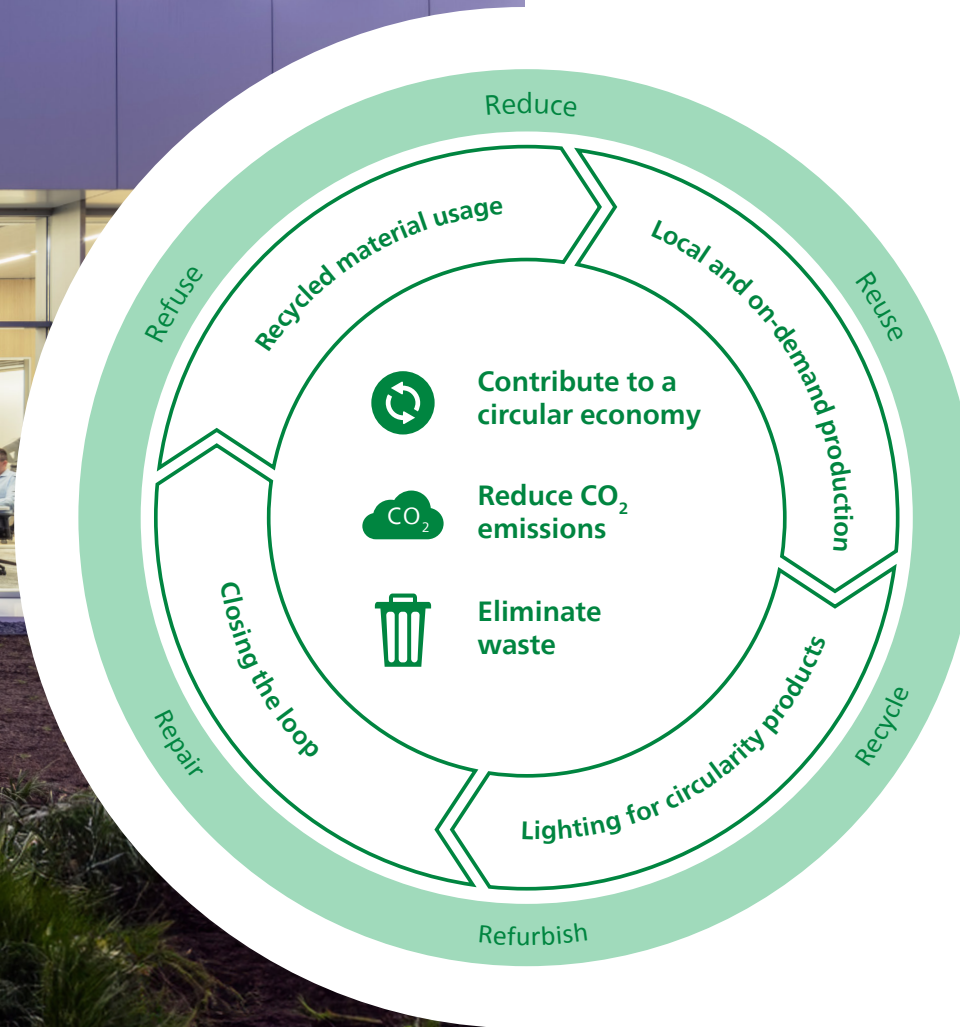 Reduce
Reuse
Recycle
Refurbish
Repair
Refuse
Recycled material usage
Local and on-demand production
Lighting for circularity products
Closing the loop
Contribute to a
circular economy
CO₂
Reduce CO₂
emissions
Eliminate
waste